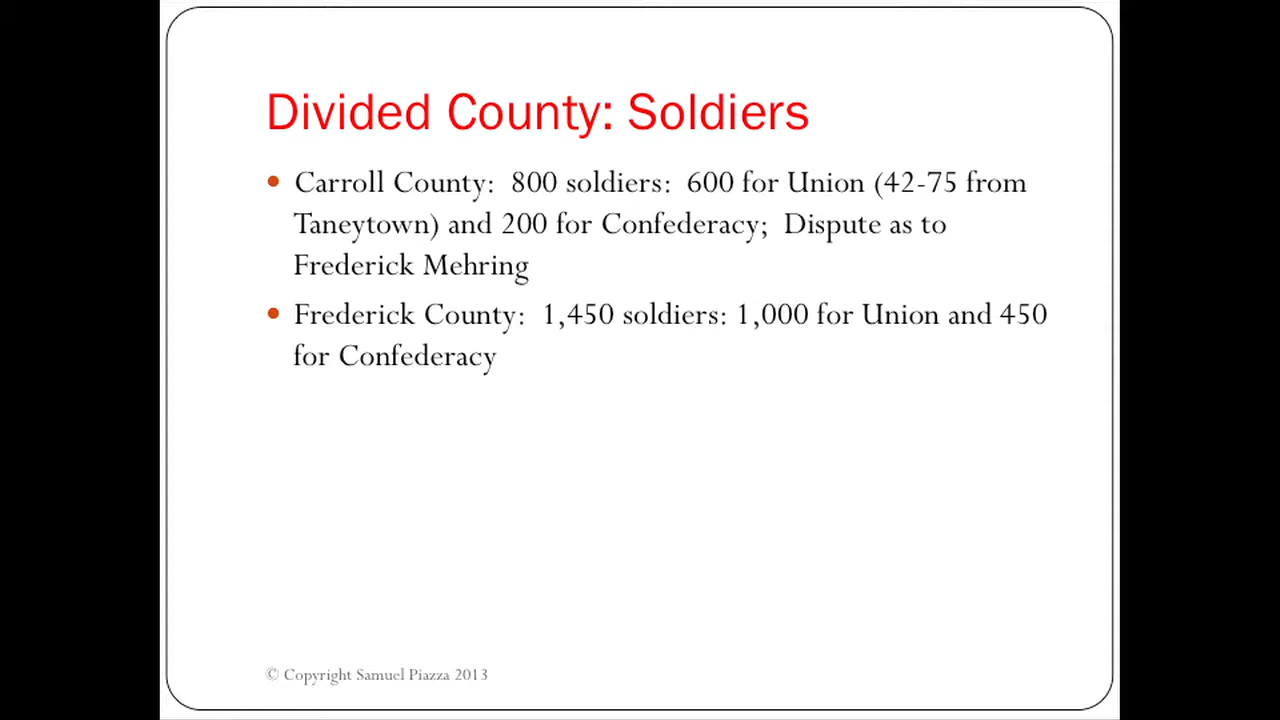 Divided County: Soldiers
• Carroll County:  800 soldiers:  600 for Union (42-75 from
Taneytown) and 200 for Confederacy;  Dispute as to
Frederick Mehring
• Frederick County:  1,450 soldiers: 1,000 for Union and 450
for Confederacy
© Copyright Samuel Piazza 2013